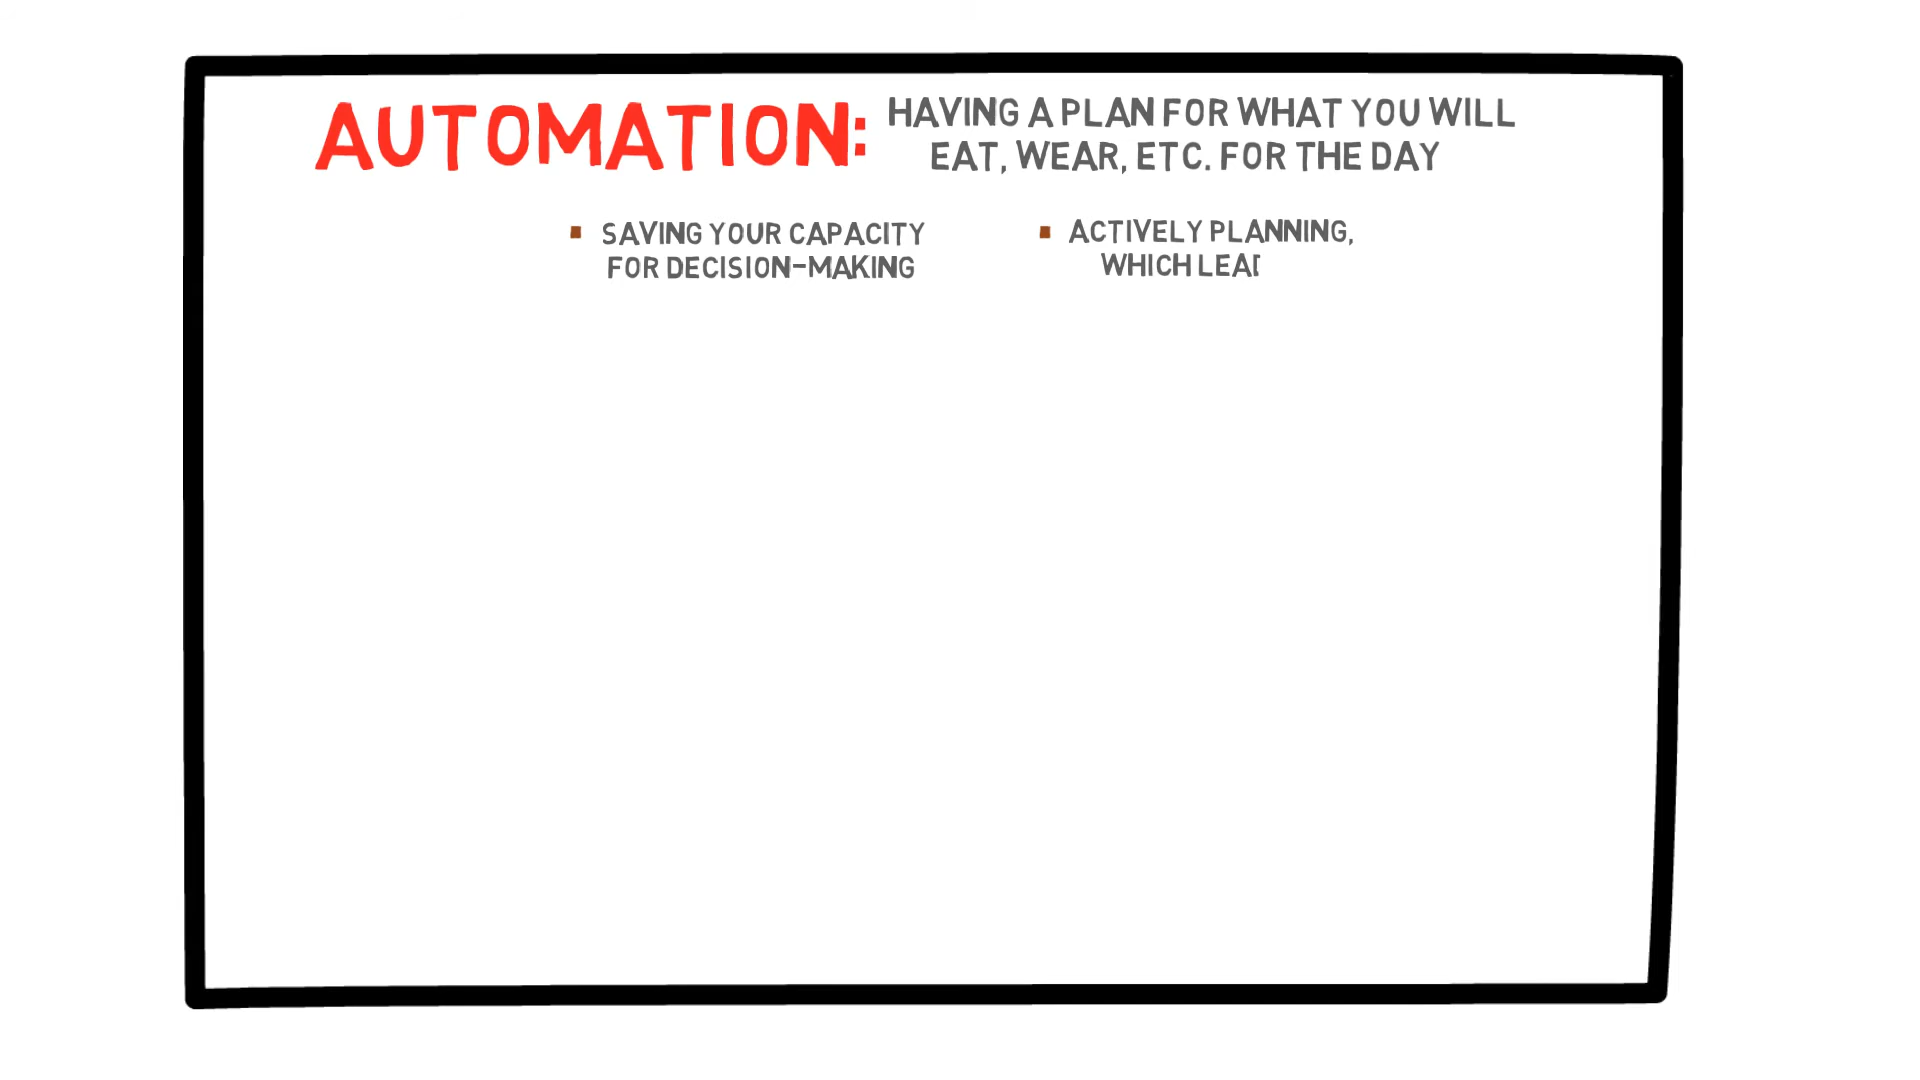 AUTOMATION: HAVING A PLAN FOR WHAT YOU WILL
EAT, WEAR, ETC. FOR THE DAY
▪ SAVING YOUR CAPACITY
FOR DECISION-MAKING
▪ ACTIVELY PLANNING,
WHICH